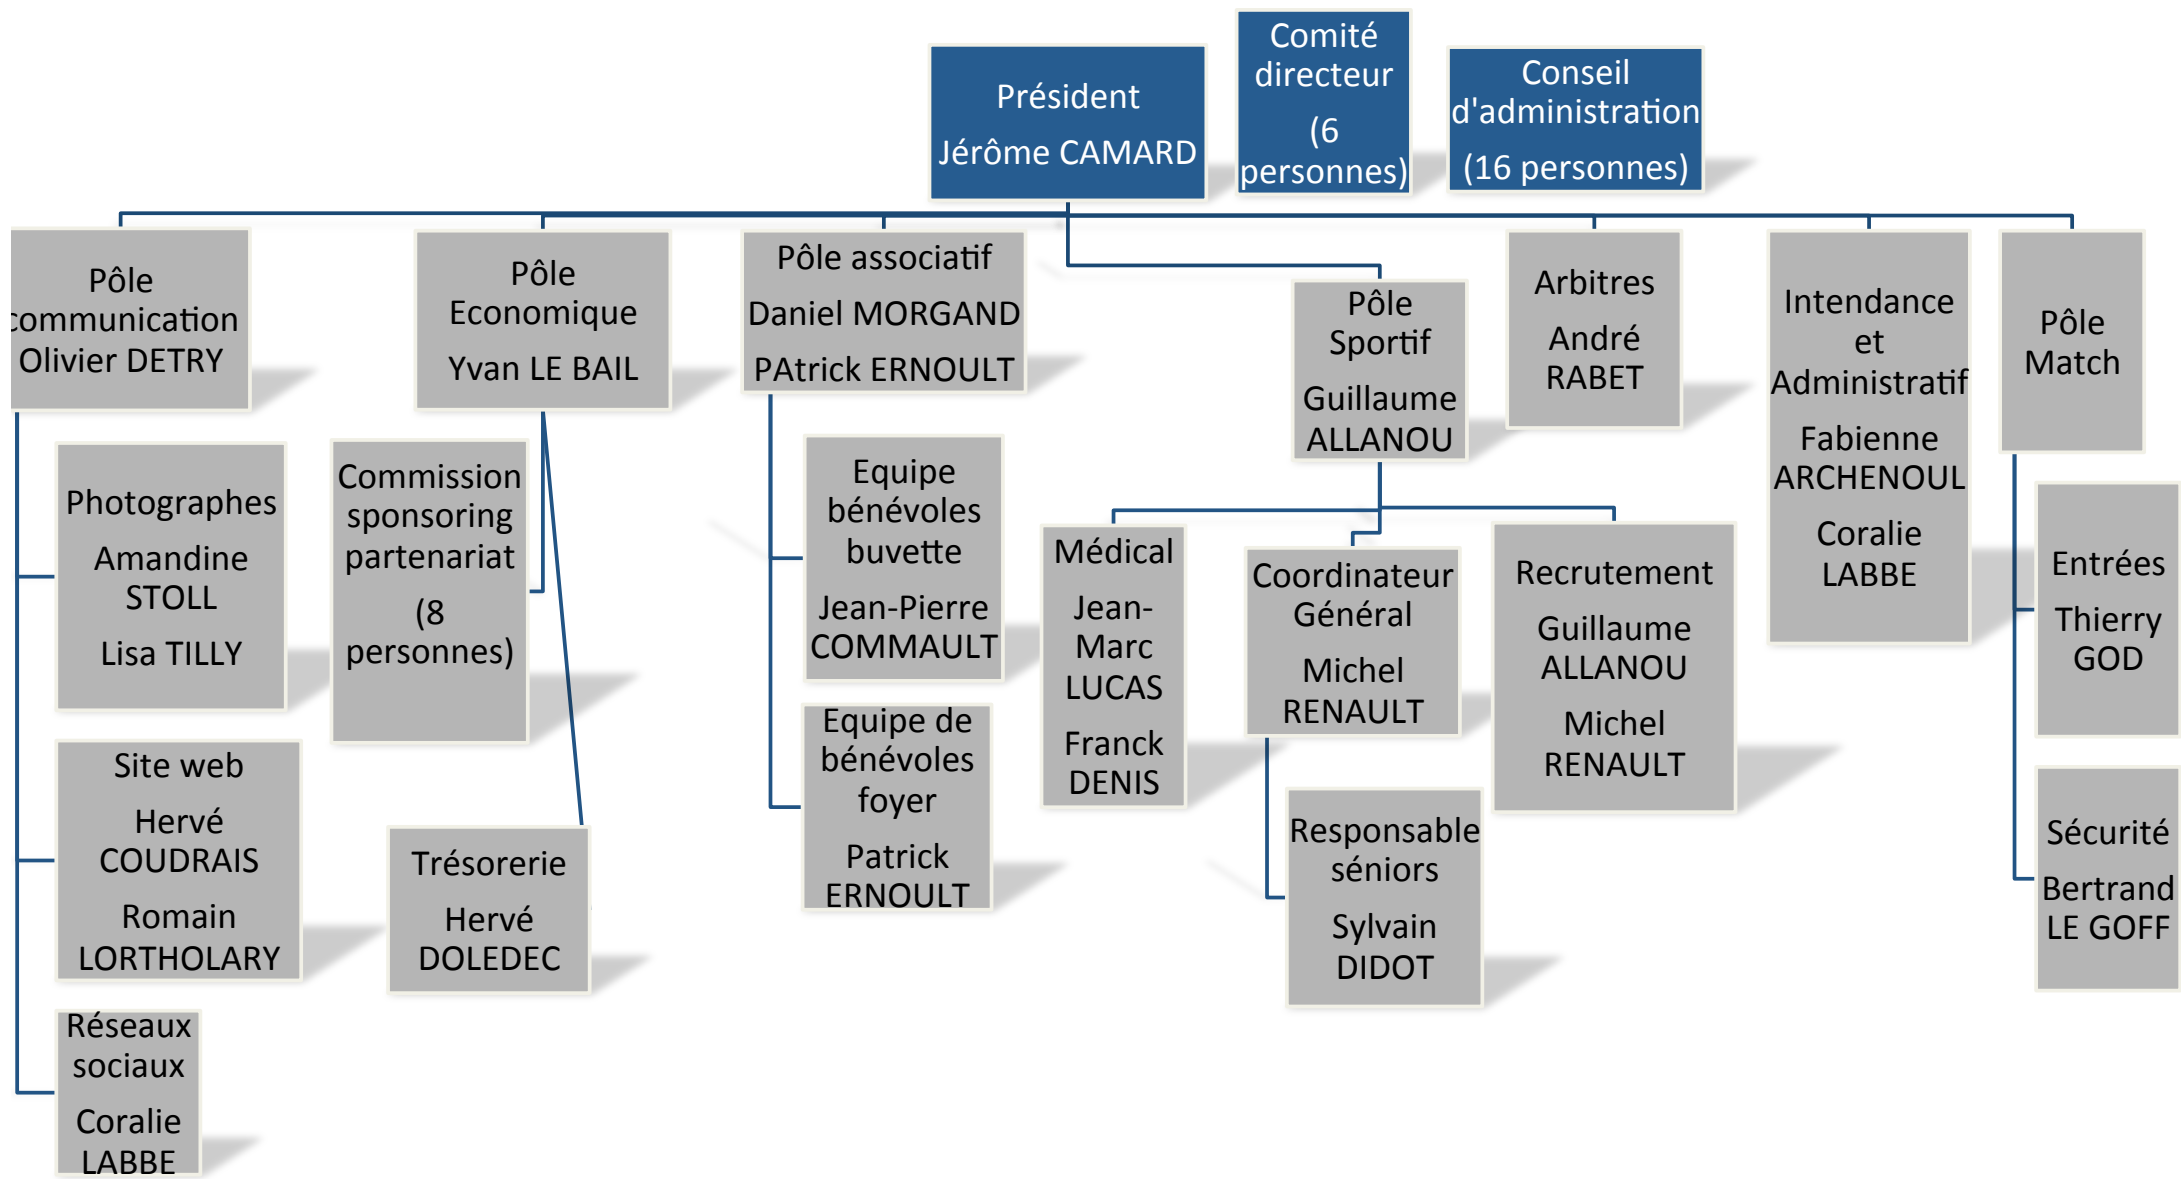 Président
Jérôme CAMARD
Comité
directeur
(6
personnes)
Conseil
d'administration
(16 personnes)
Pôle
communication
Olivier DETRY
Photographes
Amandine
STOLL
Lisa TILLY
Site web
Hervé
COUDRAIS
Romain
LORTHOLARY
Réseaux
sociaux
Coralie
LABBE
Pôle
Economique
Yvan LE BAIL
Commission
sponsoring
partenariat
(8
personnes)
Trésorerie
Hervé
DOLEDEC
Pôle associatif
Daniel MORGAND
PAtrick ERNOULT
Equipe
bénévoles
buvette
Jean-Pierre
COMMAULT
Equipe de
bénévoles
foyer
Patrick
ERNOULT
Pôle
Sportif
Guillaume
ALLANOU
Médical
Jean-
Marc
LUCAS
Franck
DENIS
Coordinateur
Général
Michel
RENAULT
Responsable
séniors
Sylvain
DIDOT
Recrutement
Guillaume
ALLANOU
Michel
RENAULT
Arbitres
André
RABET
Intendance
et
Administratif
Fabienne
ARCHENOUL
Coralie
LABBE
Pôle
Match
Entrées
Thierry
GOD
Sécurité
Bertrand
LE GOFF